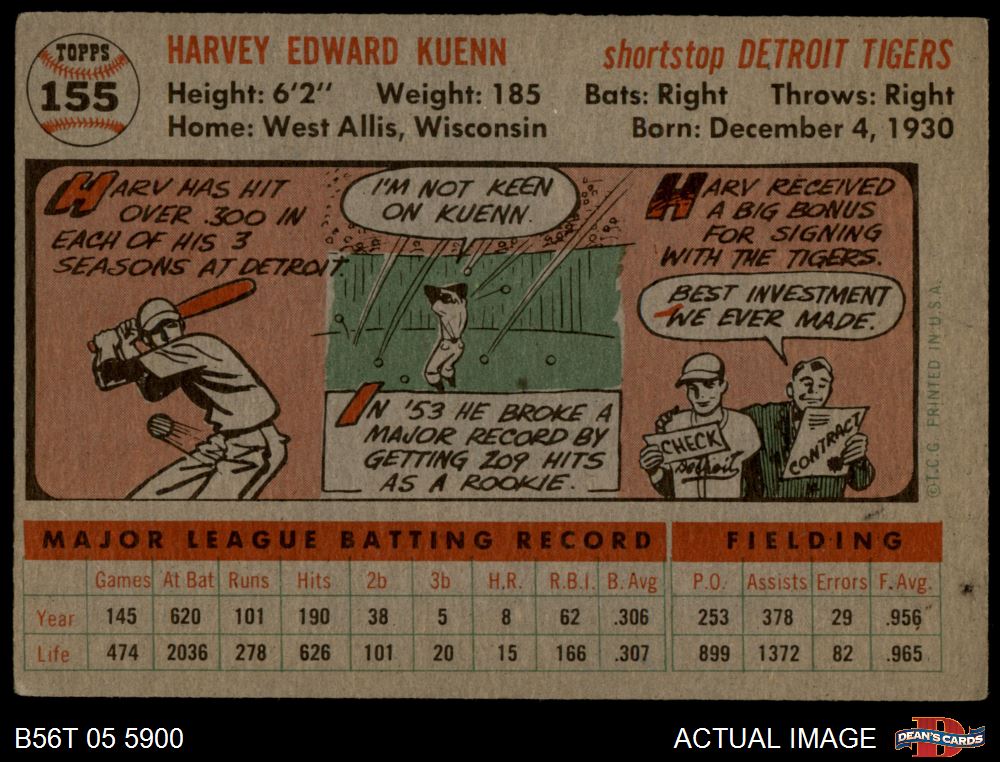 TOPPS
155
HARVEY EDWARD KUENN
shortstop DETROIT TIGERS
Height: 6'2" Weight: 185 Bats: Right Throws: Right
Home: West Allis, Wisconsin Born: December 4, 1930
HARV HAS HIT
OVER .300 IN
EACH OF HIS 3
SEASONS AT DETROIT.
I'M NOT KEEN
ON KUENN.
IN '53 HE BROKE A
MAJOR RECORD BY
GETTING 209 HITS
AS A ROOKIE.
HARV RECEIVED
A BIG BONUS
FOR SIGNING
WITH THE TIGERS.
BEST INVESTMENT
WE EVER MADE.
CHECK
Detroit
CONTRACT
©T.C.G. PRINTED IN U.S.A.
MAJOR LEAGUE BATTING RECORD FIELDING
Games At Bat Runs Hits 2b 3b H.R. R.B.I. B. Avg P.O. Assists Errors F. Avg.
Year 145 620 101 190 38 5 8 62 .306 253 378 29 .956
Life 474 2036 278 626 101 20 15 166 .307 899 1372 82 .965
B56T 05 5900
ACTUAL IMAGE
D
DEAN'S CARDS